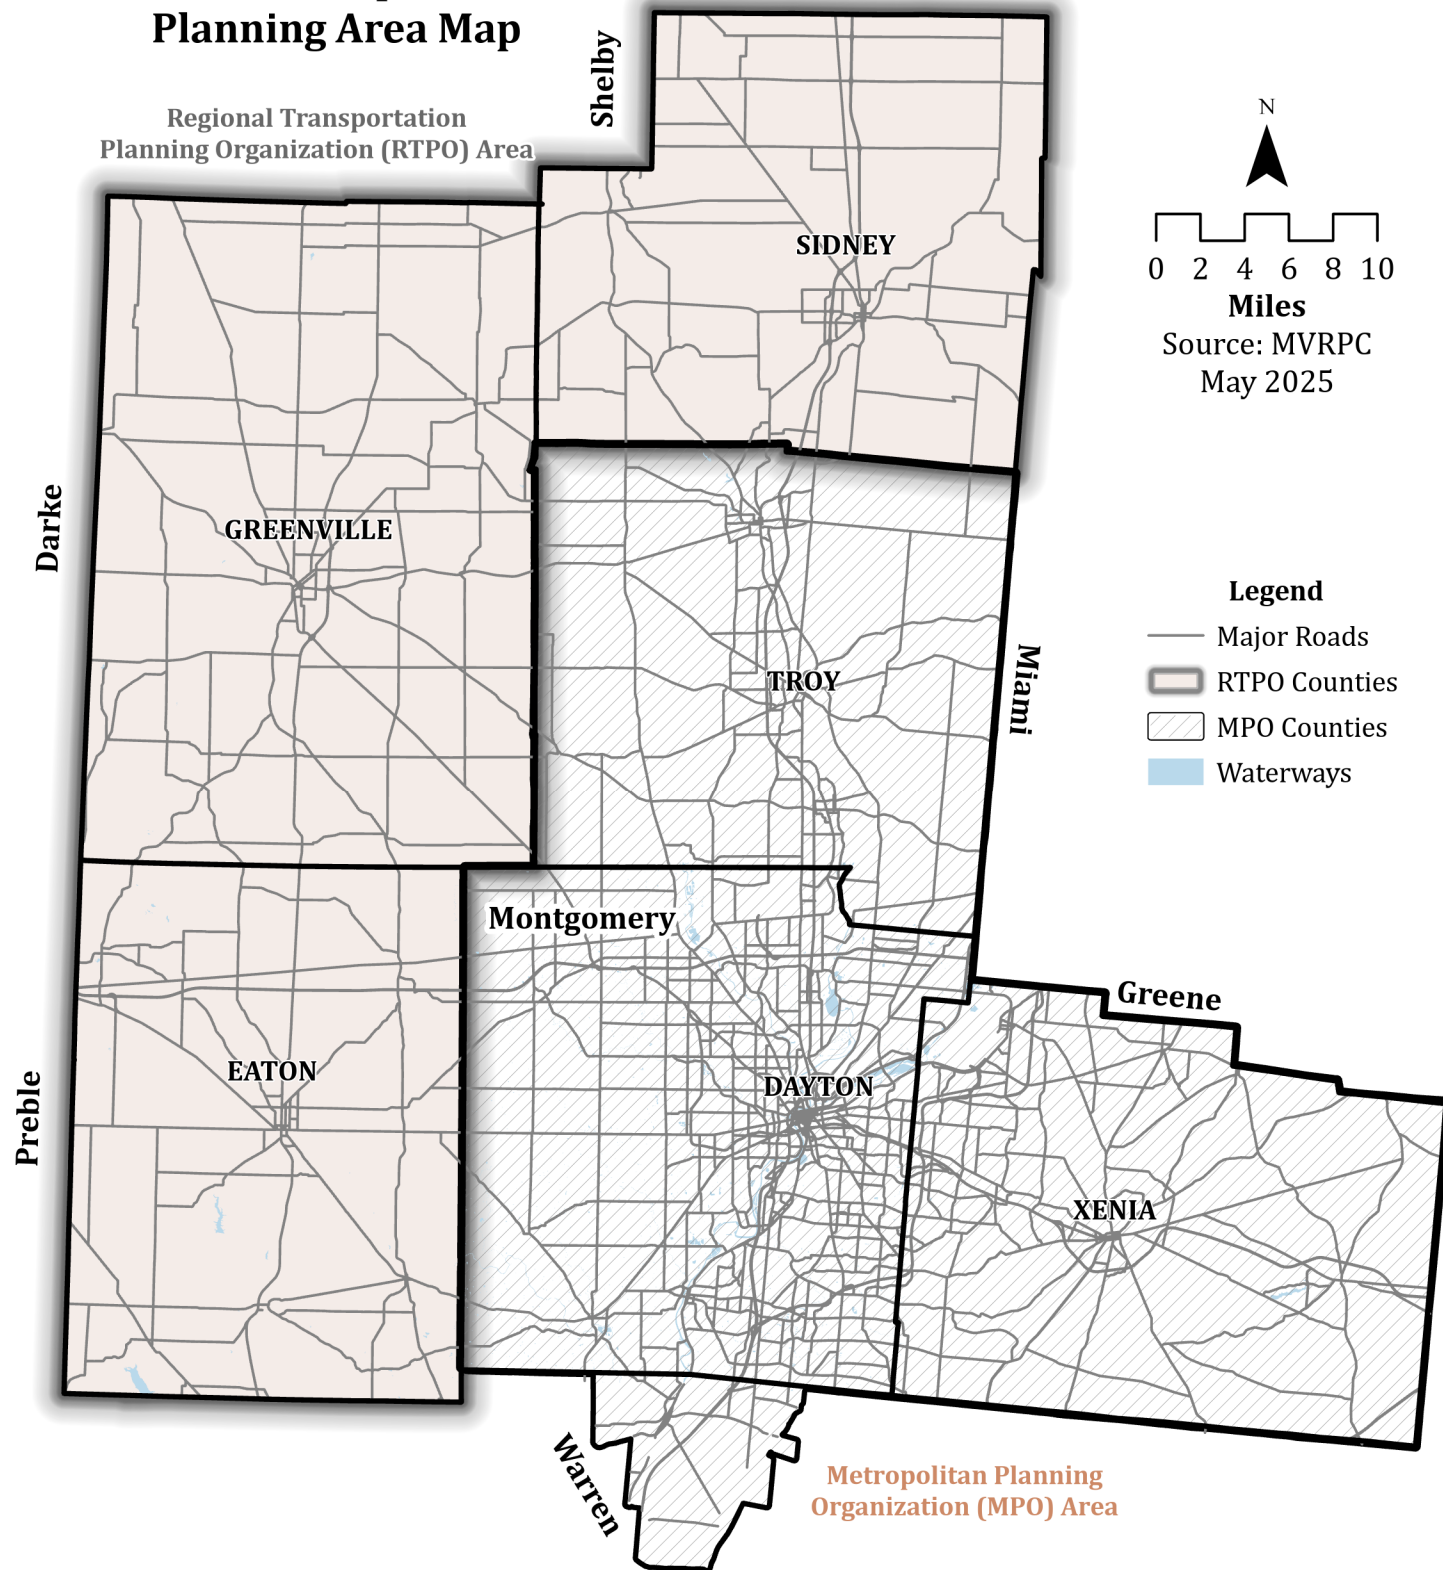 Planning Area Map
Regional Transportation
Planning Organization (RTPO) Area
Shelby
N
0 2 4 6 8 10
Miles
Source: MVRPC
May 2025
SIDNEY
Darke
GREENVILLE
Legend
Major Roads
RTPO Counties
MPO Counties
Waterways
TROY
Miami
Montgomery
Greene
Preble
EATON
DAYTON
XENIA
Warren
Metropolitan Planning
Organization (MPO) Area